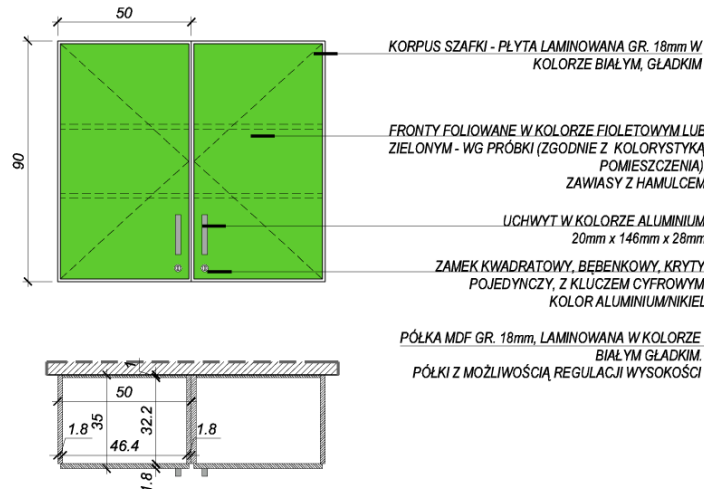 50
90
KORPUS SZAFKI - PŁYTA LAMINOWANA GR. 18mm W
KOLORZE BIAŁYM, GŁADKIM
FRONTY FOLIOWANE W KOLORZE FIOLETOWYM LUB
ZIELONYM - WG PRÓBKI (ZGODNIE Z KOLORYSTYKĄ
POMIESZCZENIA)
ZAWIASY Z HAMULCEM
UCHWYT W KOLORZE ALUMINIUM
20mm x 146mm x 28mm
ZAMEK KWADRATOWY, BĘBENKOWY, KRYTY
POJEDYNCZY, Z KLUCZEM CYFROWYM
KOLOR ALUMINIUM/NIKIEL
PÓŁKA MDF GR. 18mm, LAMINOWANA W KOLORZE
BIAŁYM GŁADKIM.
PÓŁKI Z MOŻLIWOŚCIĄ REGULACJI WYSOKOŚCI
1
50
35
32.2
1.8
1.8
46.4
1.8